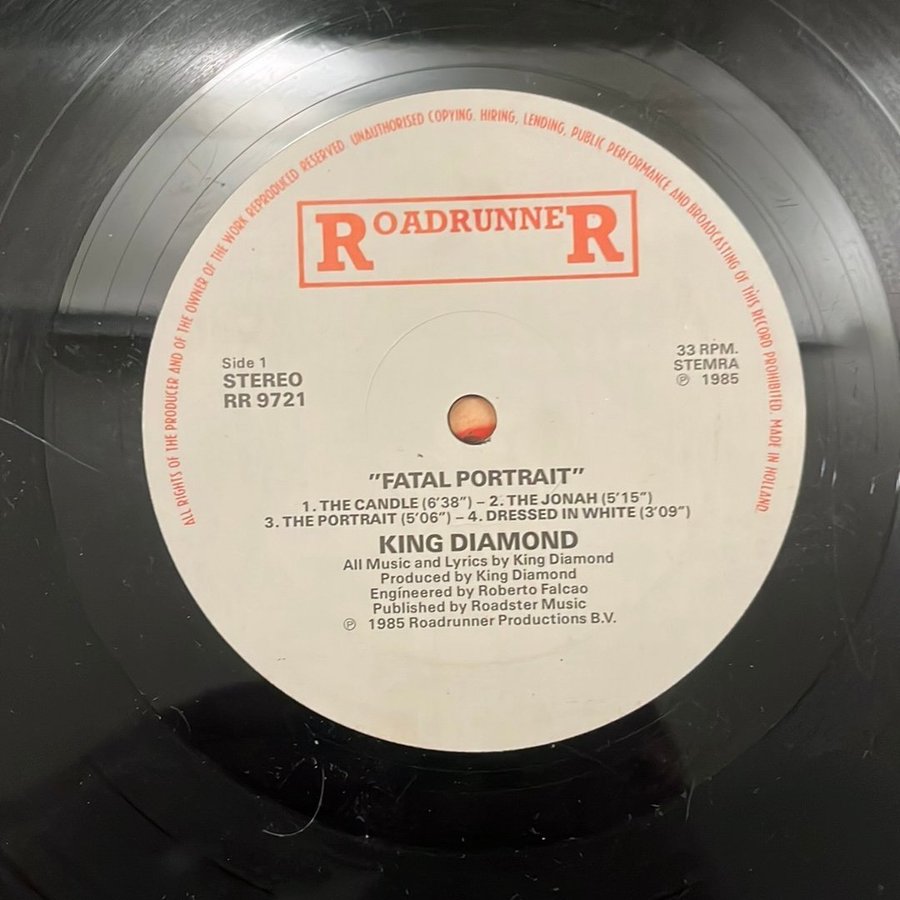 ALL RIGHTS OF THE PRODUCER AND OF THE OWNER OF THE WORK REPRODUCED RESERVED. UNAUTHORISED COPYING, HIRING, LENDING, PUBLIC PERFORMANCE AND BROADCASTING OF THIS RECORD PROHIBITED. MADE IN HOLLAND.
ROADRUNNER
Side 1
STEREO
RR 9721
33 RPM.
STEMRA
℗ 1985
"FATAL PORTRAIT"
1. THE CANDLE (6'38") – 2. THE JONAH (5'15")
3. THE PORTRAIT (5'06") – 4. DRESSED IN WHITE (3'09")
KING DIAMOND
All Music and Lyrics by King Diamond
Produced by King Diamond
Engineered by Roberto Falcao
Published by Roadster Music
℗ 1985 Roadrunner Productions B.V.